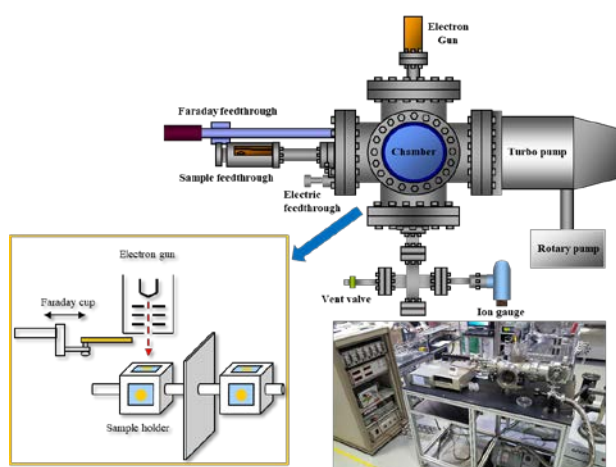 Electron
Gun
Faraday feedthrough
Chamber
Turbo pump
Sample feedthrough
Electric
feedthrough
Rotary pump
Vent valve
Ion gauge
Electron gun
Faraday cup
Sample holder